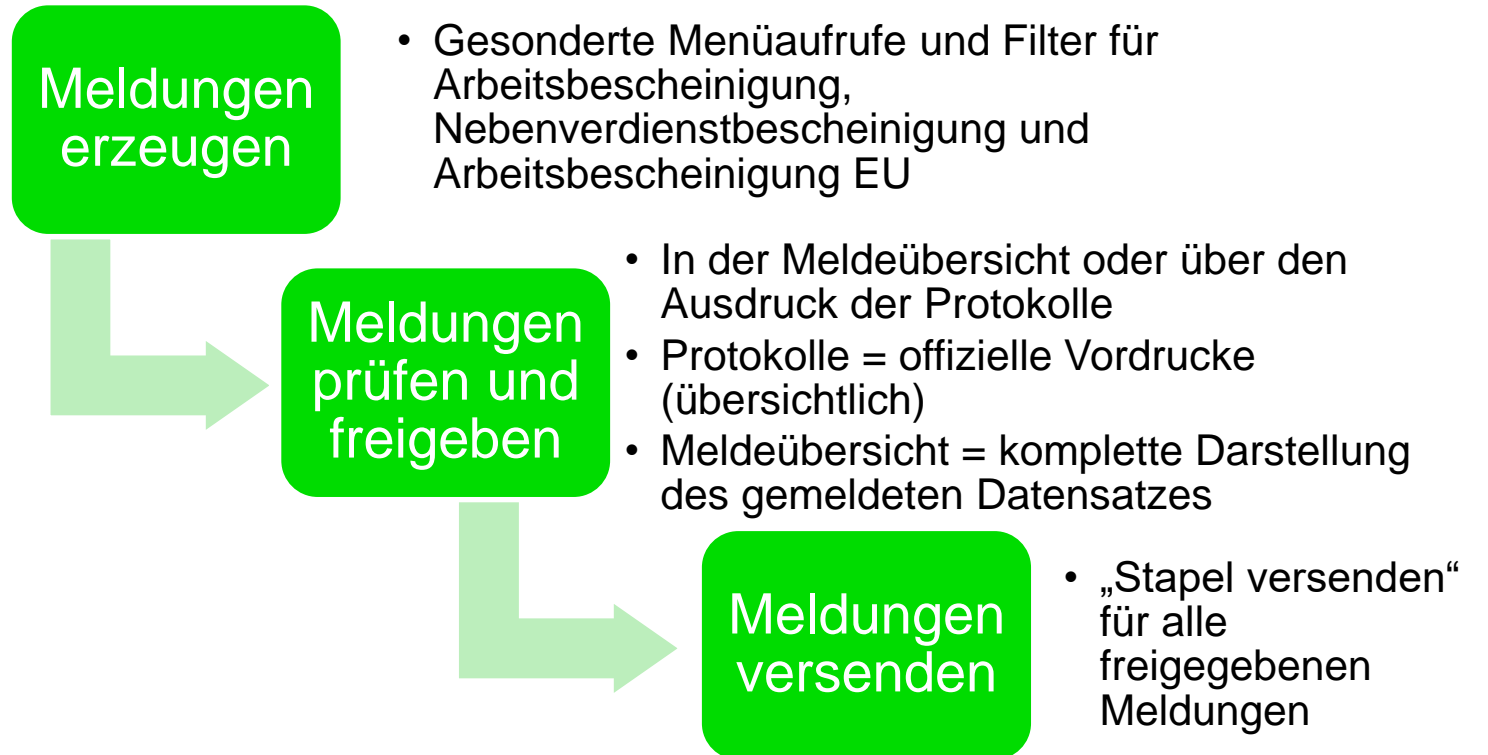 Meldungen
erzeugen
• Gesonderte Menüaufrufe und Filter für
Arbeitsbescheinigung,
Nebenverdienstbescheinigung und
Arbeitsbescheinigung EU
Meldungen
prüfen und
freigeben
• In der Meldeübersicht oder über den
Ausdruck der Protokolle
• Protokolle = offizielle Vordrucke
(übersichtlich)
• Meldeübersicht = komplette Darstellung
des gemeldeten Datensatzes
Meldungen
versenden
• „Stapel versenden“
für alle
freigegebenen
Meldungen